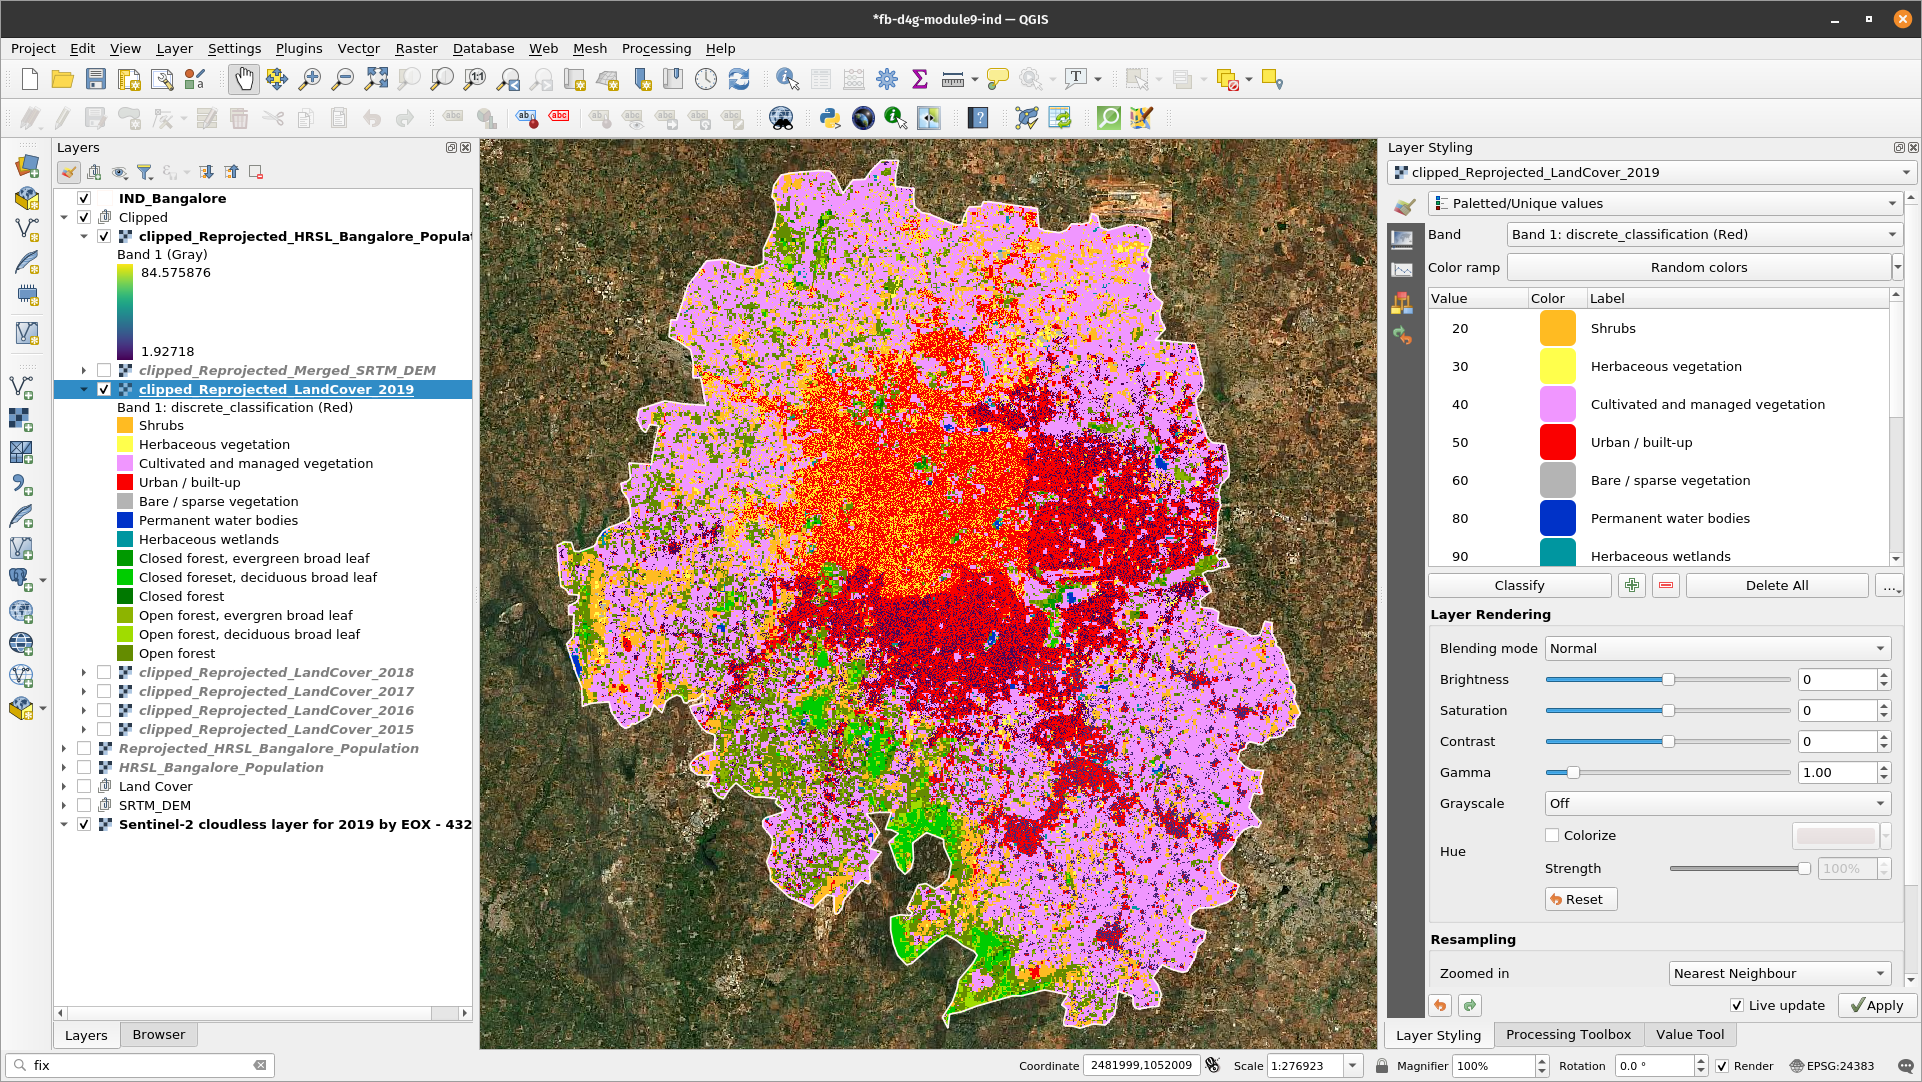 *fb-d4g-module9-ind — QGIS
Project Edit View Layer Settings Plugins Vector Raster Database Web Mesh Processing Help
Layers
IND_Bangalore
Clipped
clipped_Reprojected_HRSL_Bangalore_Populat
Band 1 (Gray)
84.575876
1.92718
clipped_Reprojected_Merged_SRTM_DEM
clipped_Reprojected_LandCover_2019
Band 1: discrete_classification (Red)
Shrubs
Herbaceous vegetation
Cultivated and managed vegetation
Urban / built-up
Bare / sparse vegetation
Permanent water bodies
Herbaceous wetlands
Closed forest, evergreen broad leaf
Closed foreset, deciduous broad leaf
Closed forest
Open forest, evergren broad leaf
Open forest, deciduous broad leaf
Open forest
clipped_Reprojected_LandCover_2018
clipped_Reprojected_LandCover_2017
clipped_Reprojected_LandCover_2016
clipped_Reprojected_LandCover_2015
Reprojected_HRSL_Bangalore_Population
HRSL_Bangalore_Population
Land Cover
SRTM_DEM
Sentinel-2 cloudless layer for 2019 by EOX - 432
Layers Browser
Layer Styling
clipped_Reprojected_LandCover_2019
Paletted/Unique values
Band Band 1: discrete_classification (Red)
Color ramp Random colors
Value Color Label
20 Shrubs
30 Herbaceous vegetation
40 Cultivated and managed vegetation
50 Urban / built-up
60 Bare / sparse vegetation
80 Permanent water bodies
90 Herbaceous wetlands
Classify Delete All ...
Layer Rendering
Blending mode Normal
Brightness 0
Saturation 0
Contrast 0
Gamma 1.00
Grayscale Off
Hue Colorize
Strength 100%
Reset
Resampling
Zoomed in Nearest Neighbour
Live update Apply
Layer Styling Processing Toolbox Value Tool
fix Coordinate 2481999,1052009 Scale 1:276923 Magnifier 100% Rotation 0.0 ° Render EPSG:24383